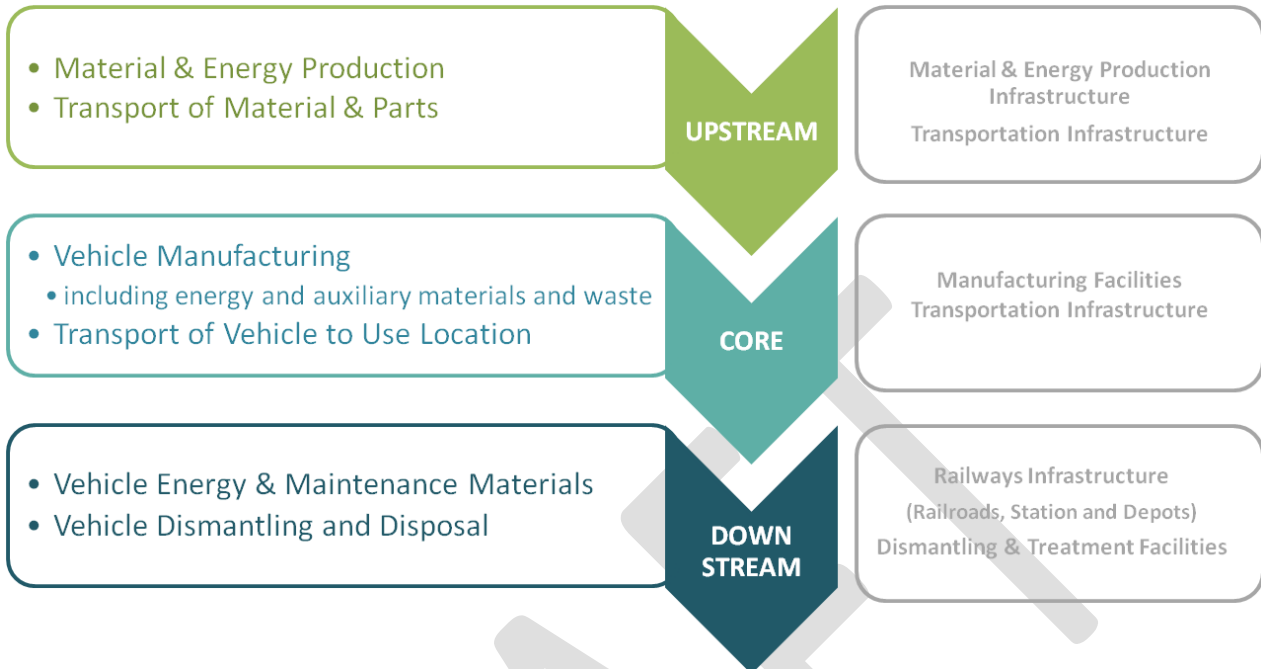 • Material & Energy Production
• Transport of Material & Parts
UPSTREAM
Material & Energy Production
Infrastructure
Transportation Infrastructure
• Vehicle Manufacturing
• including energy and auxiliary materials and waste
• Transport of Vehicle to Use Location
CORE
Manufacturing Facilities
Transportation Infrastructure
• Vehicle Energy & Maintenance Materials
• Vehicle Dismantling and Disposal
DOWN
STREAM
Railways Infrastructure
(Railroads, Station and Depots)
Dismantling & Treatment Facilities